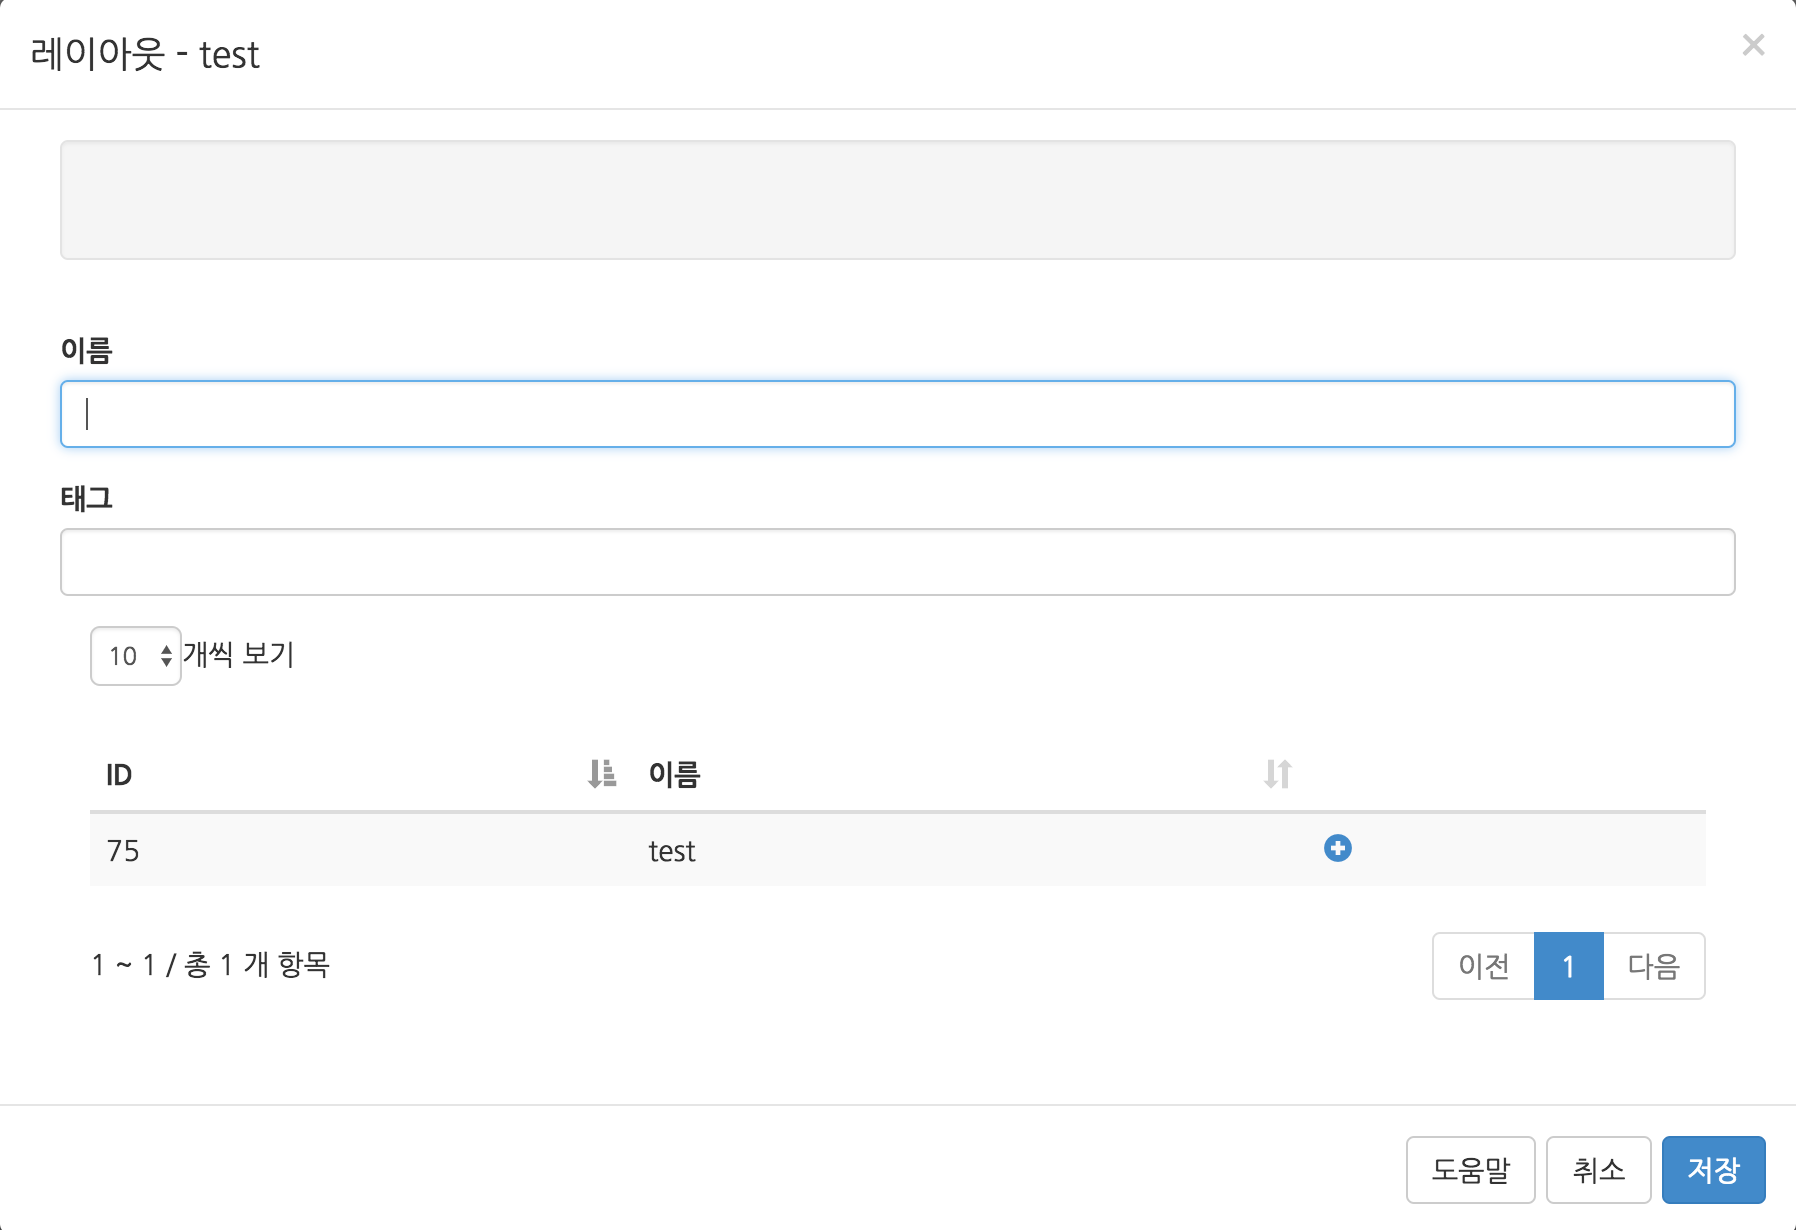 레이아웃 - test
×
이름
태그
10 개씩 보기
ID 이름
75 test
1 ~ 1 / 총 1 개 항목
이전 1 다음
도움말 취소 저장